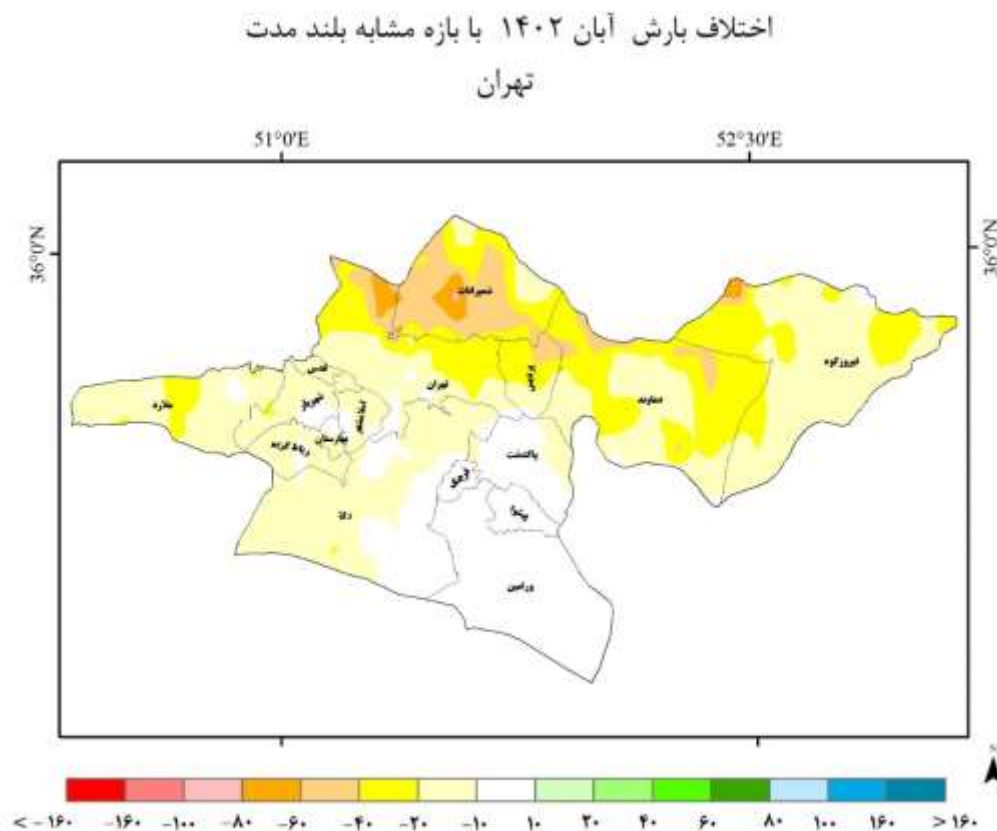 اختلاف بارش آبان ۱۴۰۲ با بازه مشابه بلند مدت
تهران
51°0'E 52°30'E
36°0'N 36°0'N
شمیرانات
فیروزکوه
قدس
تهران
پردیس
دماوند
ملارد
شهریار
اسلامشهر
بهارستان
رباط کریم
پاکدشت
قرچک
پیشوا
ری
ورامین
N
< -۱۶۰ -۱۶۰ -۱۰۰ -۸۰ -۶۰ -۴۰ -۲۰ -۱۰ ۱۰ ۲۰ ۴۰ ۶۰ ۸۰ ۱۰۰ ۱۶۰ > ۱۶۰